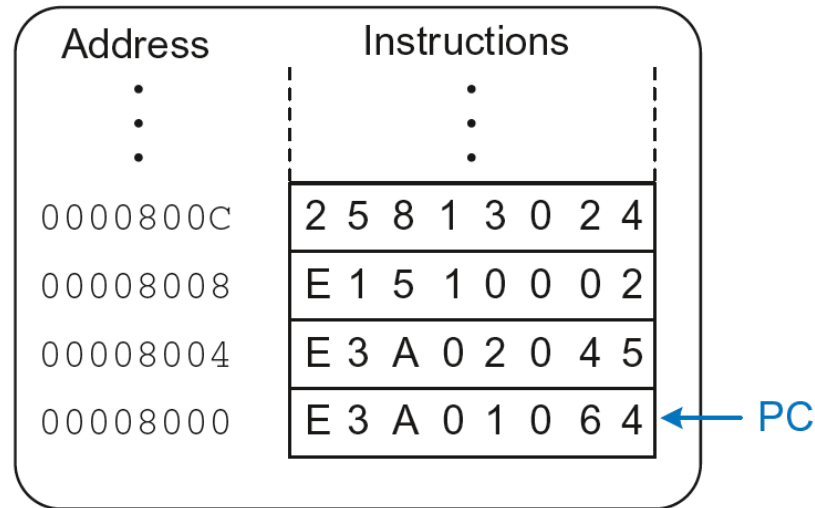 Address Instructions
0000800C 2 5 8 1 3 0 2 4
00008008 E 1 5 1 0 0 0 2
00008004 E 3 A 0 2 0 4 5
00008000 E 3 A 0 1 0 6 4 PC